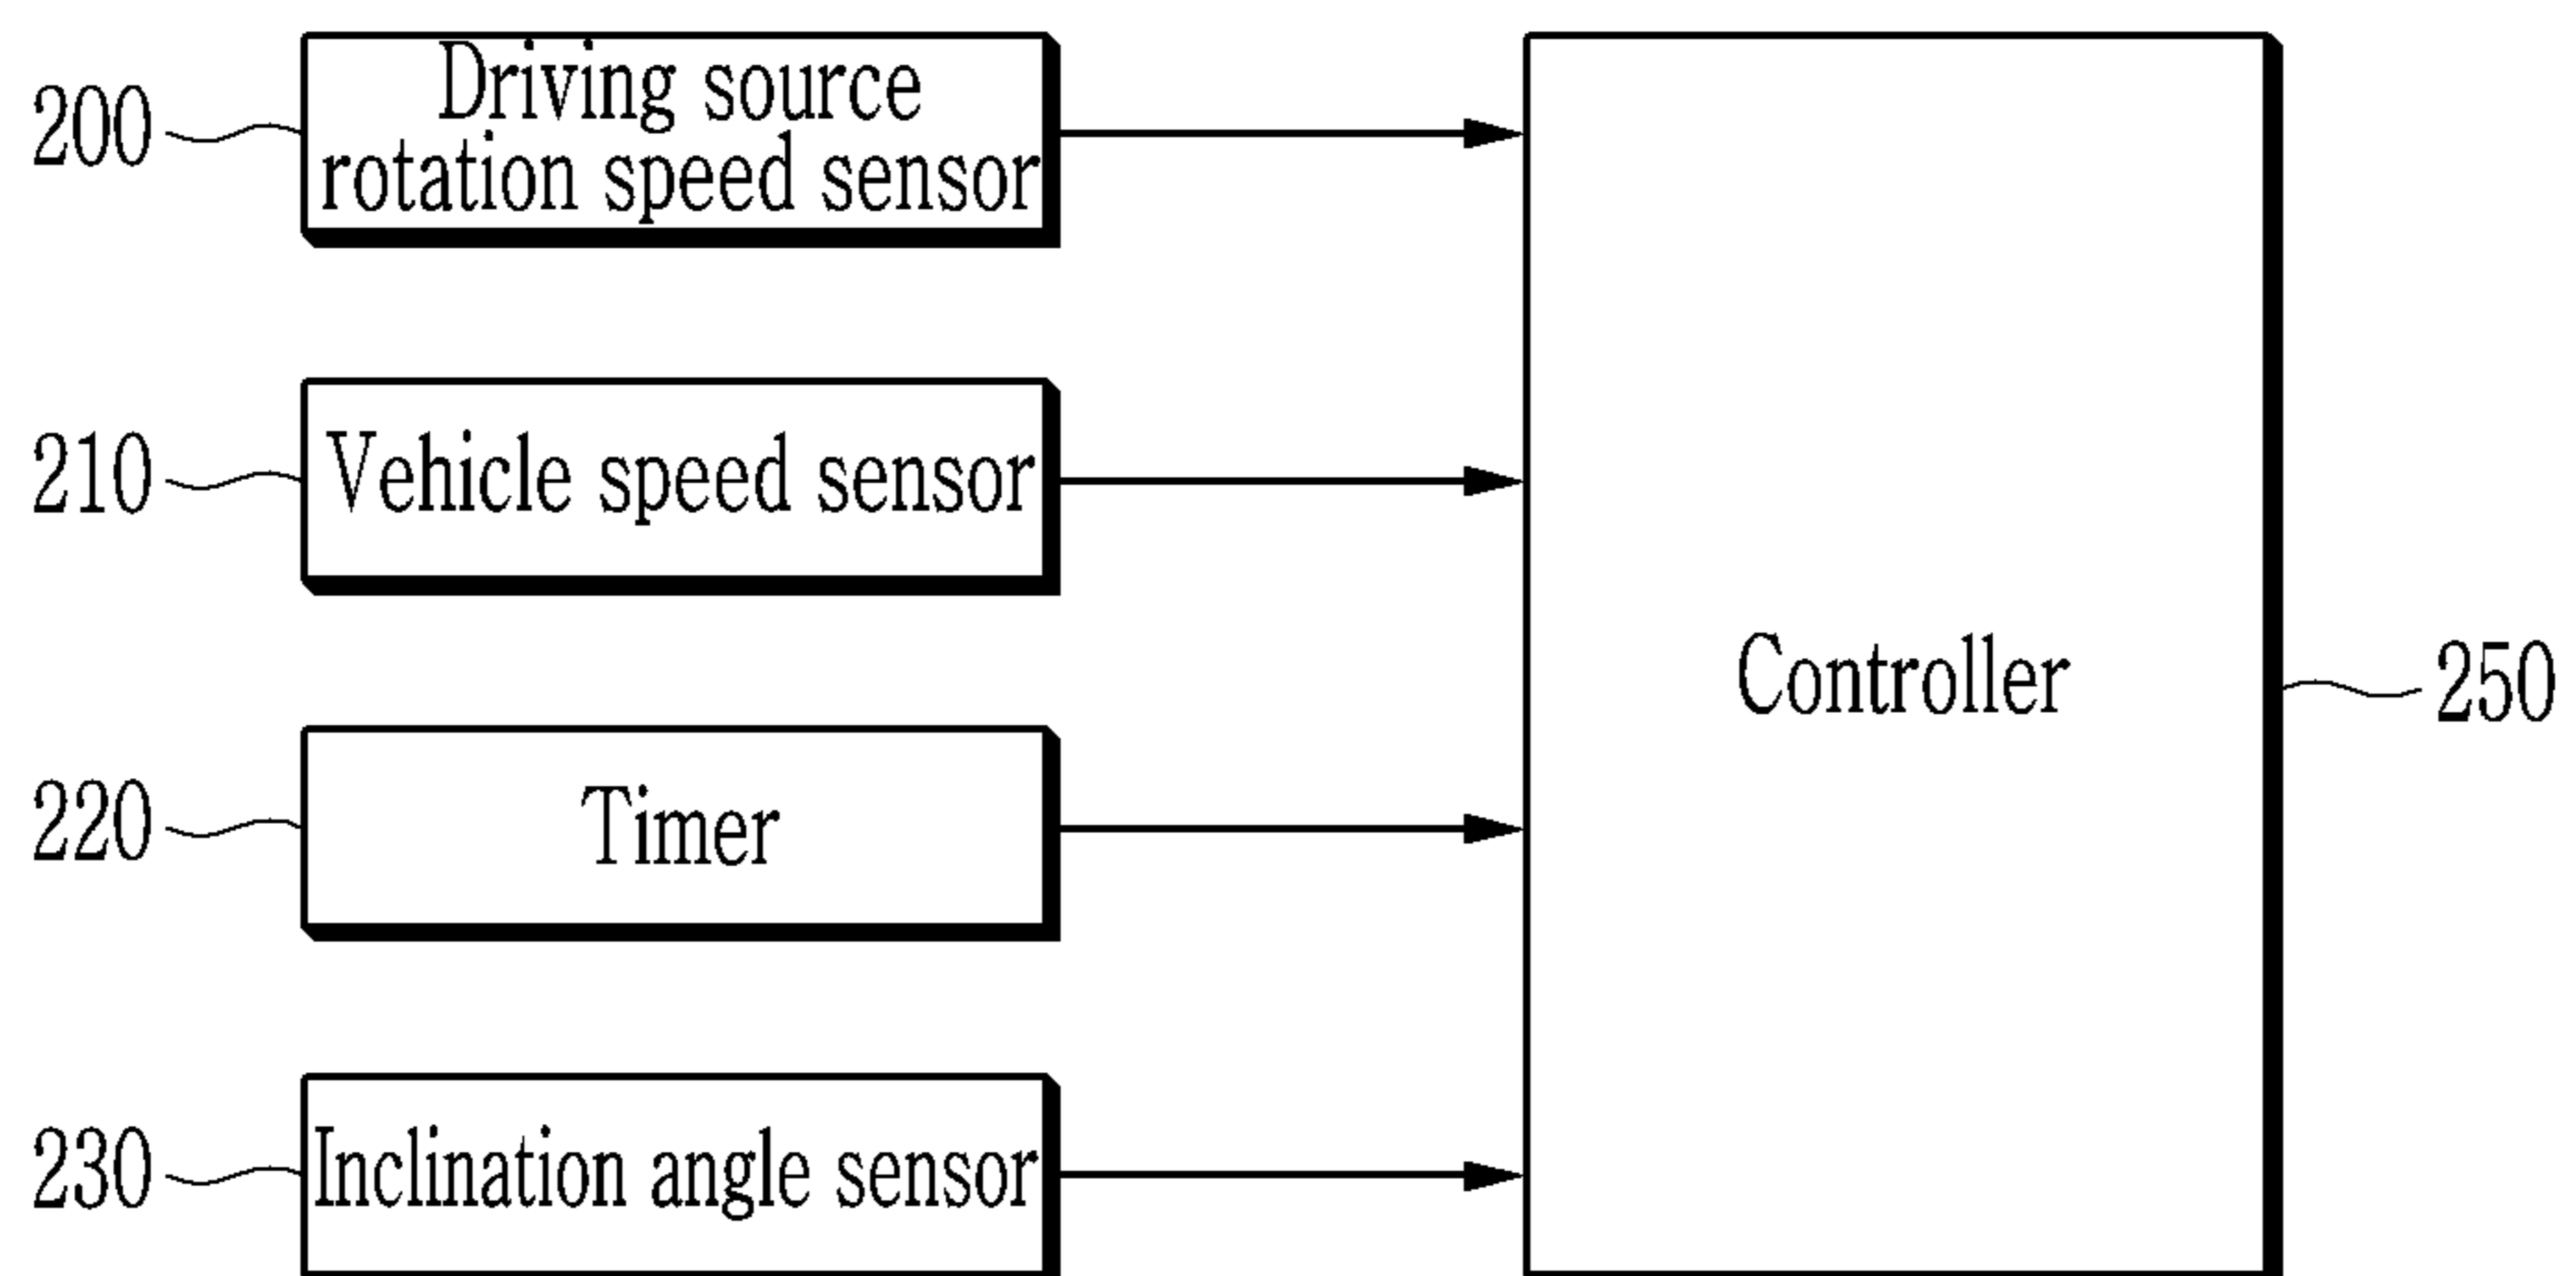 200
Driving source
rotation speed sensor
210
Vehicle speed sensor
220
Timer
230
Inclination angle sensor
Controller
250